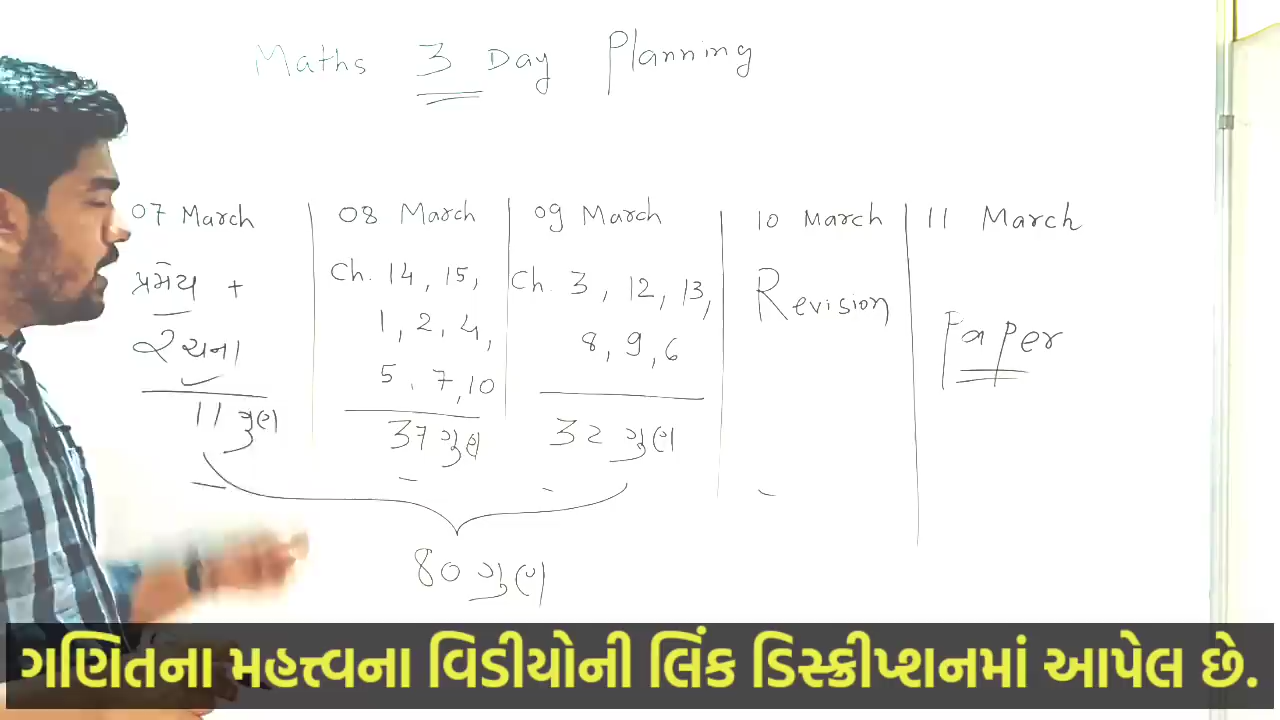 Maths 3 Day Planning
07 March
પ્રમેય +
રચના
11 ગુણ
08 March
Ch. 14, 15,
1, 2, 4,
5, 7, 10
37 ગુણ
09 March
Ch. 3, 12, 13,
8, 9, 6
32 ગુણ
10 March
Revision
11 March
Paper
80 ગુણ
ગણિતના મહત્ત્વના વિડીયોની લિંક ડિસ્ક્રીપ્શનમાં આપેલ છે.